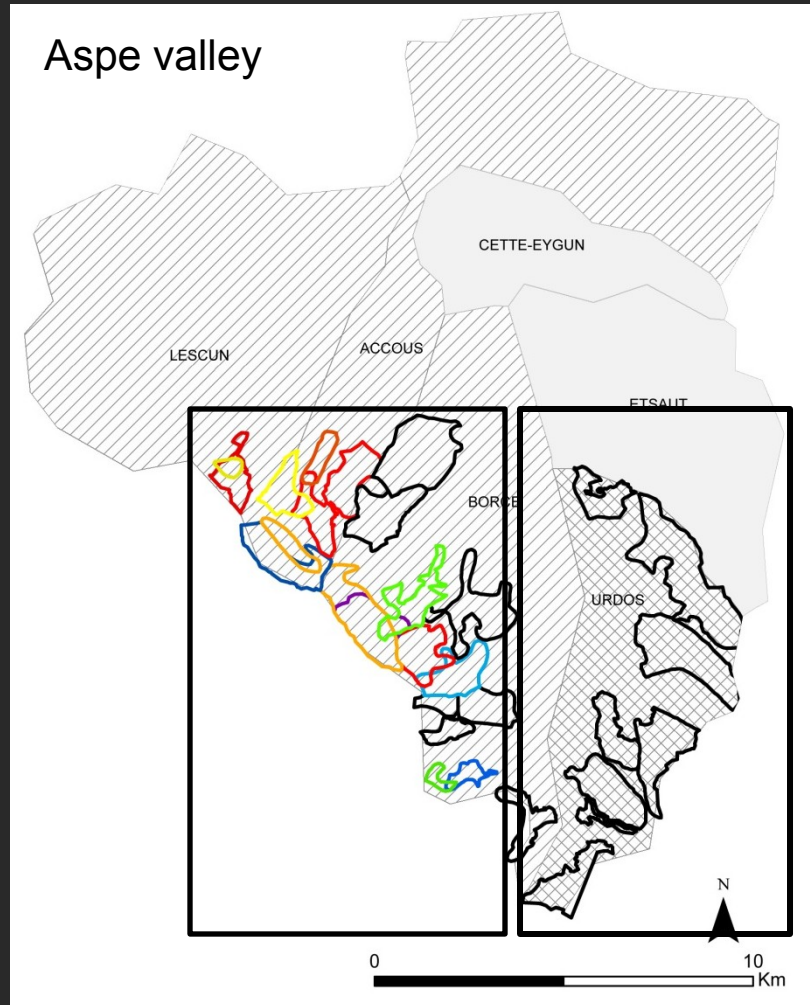 Aspe valley
CETTE-EYGUN
LESCUN
ACCOUS
ETSAUT
BORCE
URDOS
N
0
10
Km